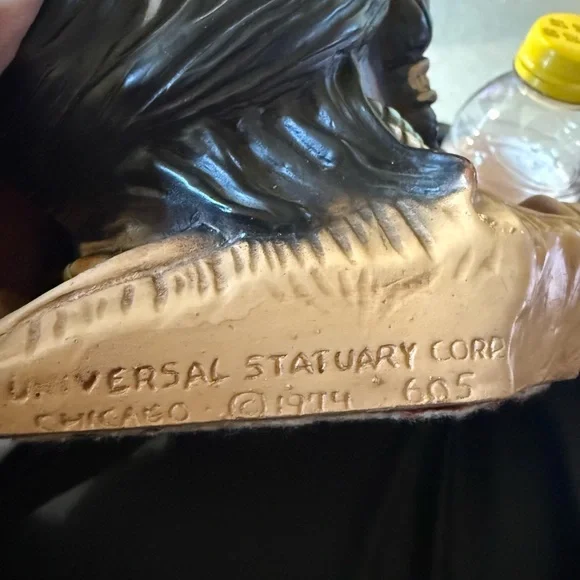 UNIVERSAL STATUARY CORP.
CHICAGO © 1974 605